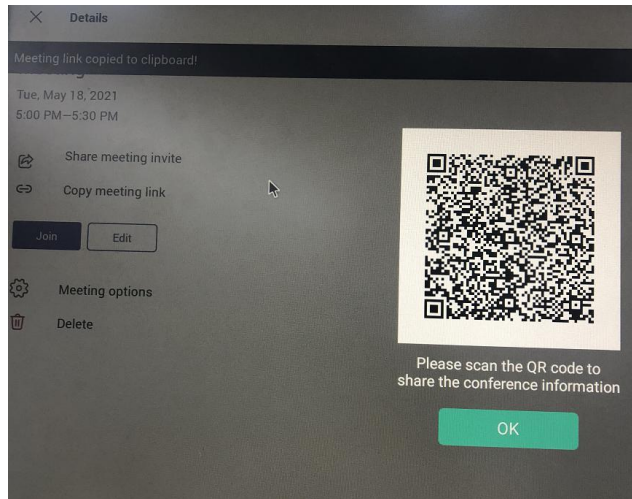 Details
Meeting link copied to clipboard!
Tue, May 18, 2021
5:00 PM–5:30 PM
Share meeting invite
Copy meeting link
Join
Edit
Meeting options
Delete
Please scan the QR code to
share the conference information
OK